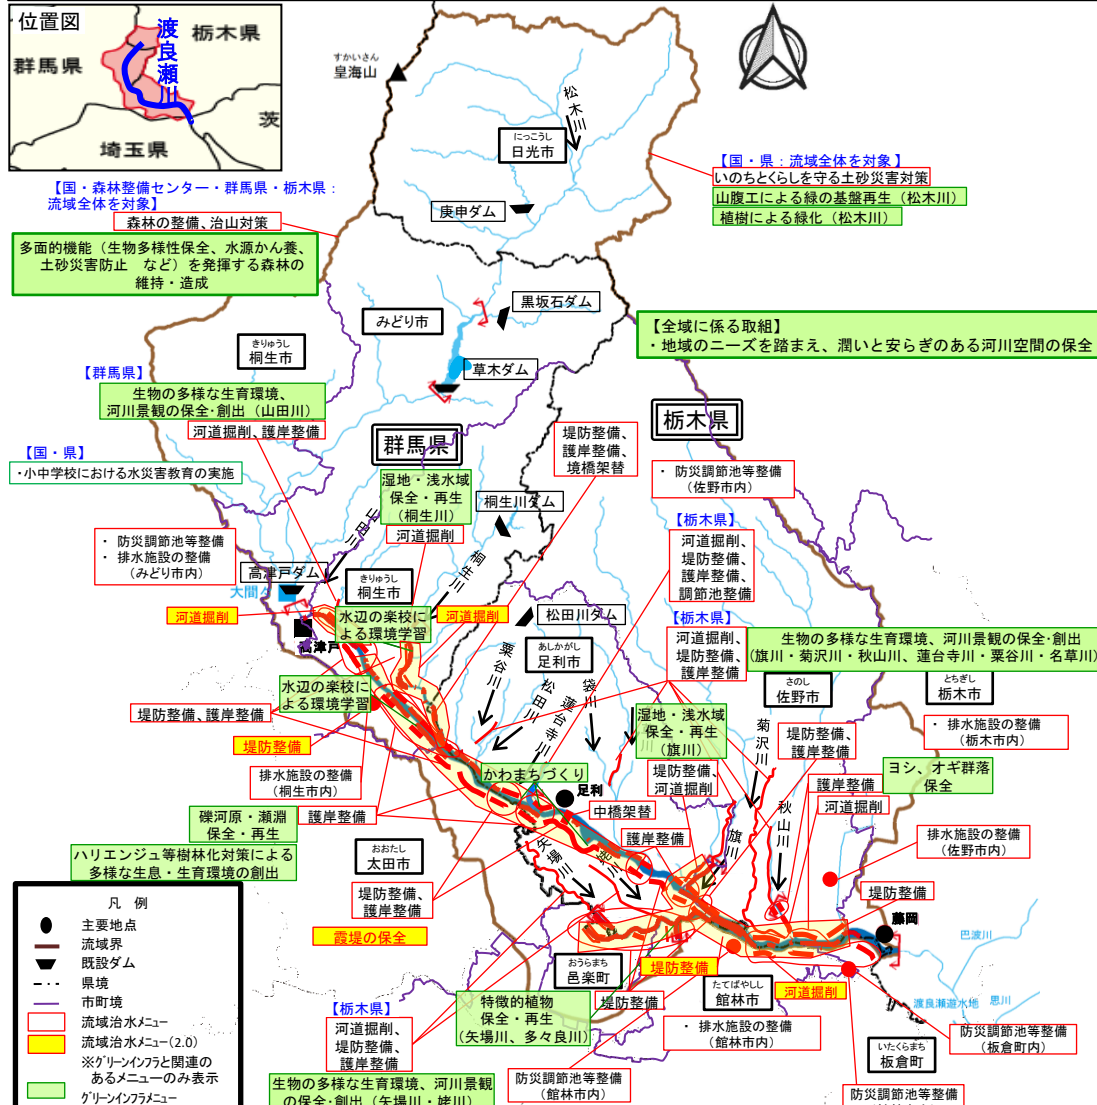 位置図
渡良瀬川
栃木県
群馬県
茨
埼玉県
すかいさん
皇海山
松木川
にっこうし
日光市
庚申ダム
【国・県：流域全体を対象】
いのちとくらしを守る土砂災害対策
山腹工による緑の基盤再生（松木川）
植樹による緑化（松木川）
【国・森林整備センター・群馬県・栃木県：
流域全体を対象】
森林の整備、治山対策
多面的機能（生物多様性保全、水源かん養、
土砂災害防止　など）を発揮する森林の
維持・造成
黒坂石ダム
みどり市
草木ダム
【全域に係る取組】
・地域のニーズを踏まえ、潤いと安らぎのある河川空間の保全
きりゅうし
桐生市
【群馬県】
生物の多様な生育環境、
河川景観の保全・創出（山田川）
河道掘削、護岸整備
【国・県】
・小中学校における水災害教育の実施
群馬県
栃木県
堤防整備、
護岸整備、
境橋架替
・ 防災調節池等整備
（佐野市内）
湿地・浅水域
保全・再生
（桐生川）
河道掘削
桐生川ダム
山田川
桐生川
・ 防災調節池等整備
・ 排水施設の整備
（みどり市内）
高津戸ダム
大間々
きりゅうし
桐生市
河道掘削
高津戸
水辺の楽校に
よる環境学習
河道掘削
【栃木県】
河道掘削、
堤防整備、
護岸整備、
調節池整備
松田川ダム
あしかがし
足利市
【栃木県】
河道掘削、
堤防整備、
護岸整備
生物の多様な生育環境、河川景観の保全・創出
（旗川・菊沢川・秋山川、蓮台寺川・粟谷川・名草川）
さのし
佐野市
とちぎし
栃木市
粟谷川
松田川
蓮台寺川
袋川
水辺の楽校に
よる環境学習
堤防整備、護岸整備
堤防整備
排水施設の整備
（桐生市内）
湿地・浅水域
保全・再生
（旗川）
堤防整備、
河道掘削
菊沢川
堤防整備、
護岸整備
・ 排水施設の整備
（栃木市内）
ヨシ、オギ群落
保全
護岸整備
河道掘削
かわまちづくり
足利
中橋架替
護岸整備
礫河原・瀬淵
保全・再生
護岸整備
ハリエンジュ等樹林化対策による
多様な生息・生育環境の創出
おおたし
太田市
矢場川
旗川
秋山川
排水施設の整備
（佐野市内）
堤防整備、
護岸整備
霞堤の保全
堤防整備
藤岡
巴波川
渡良瀬遊水地
思川
おうらまち
邑楽町
堤防整備
たてばやしし
館林市
河道掘削
凡　例
主要地点
流域界
既設ダム
県境
市町境
流域治水メニュー
流域治水メニュー(2.0)
※グリーンインフラと関連の
あるメニューのみ表示
グリーンインフラメニュー
【栃木県】
河道掘削、
堤防整備、
護岸整備
特徴的植物
保全・再生
（矢場川、多々良川）
堤防整備
・ 排水施設の整備
（館林市内）
いたくらまち
板倉町
防災調節池等整備
（板倉町内）
生物の多様な生育環境、河川景観
の保全・創出（矢場川・姥川）
防災調節池等整備
（館林市内）
防災調節池等整備